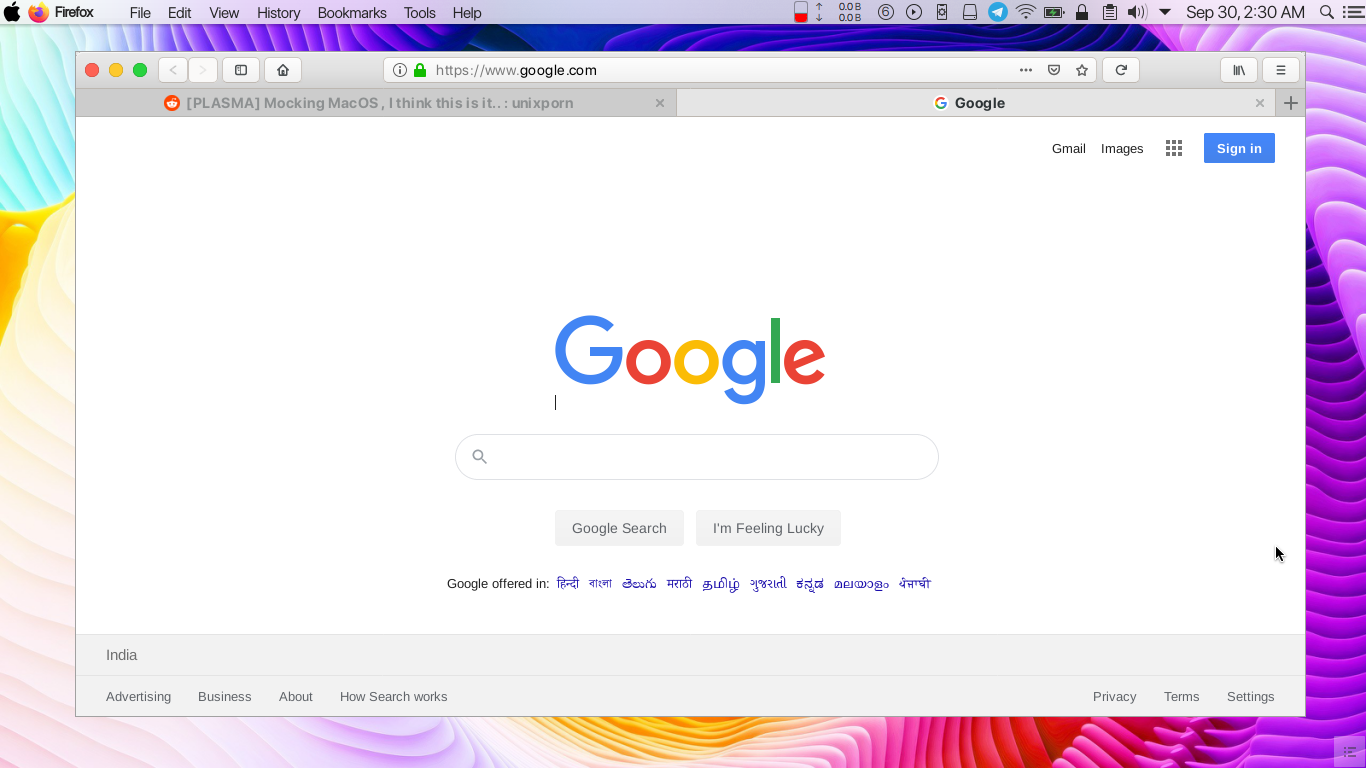 Firefox File Edit View History Bookmarks Tools Help 0.0 B 0.0 B 6 Sep 30, 2:30 AM
https://www.google.com
[PLASMA] Mocking MacOS , I think this is it.. : unixporn Google
Gmail Images Sign in
Google
Google Search I'm Feeling Lucky
Google offered in: हिन्दी বাংলা తెలుగు मराठी தமிழ் ગુજરાતી ಕನ್ನಡ മലയാളം ਪੰਜਾਬੀ
India
Advertising Business About How Search works Privacy Terms Settings